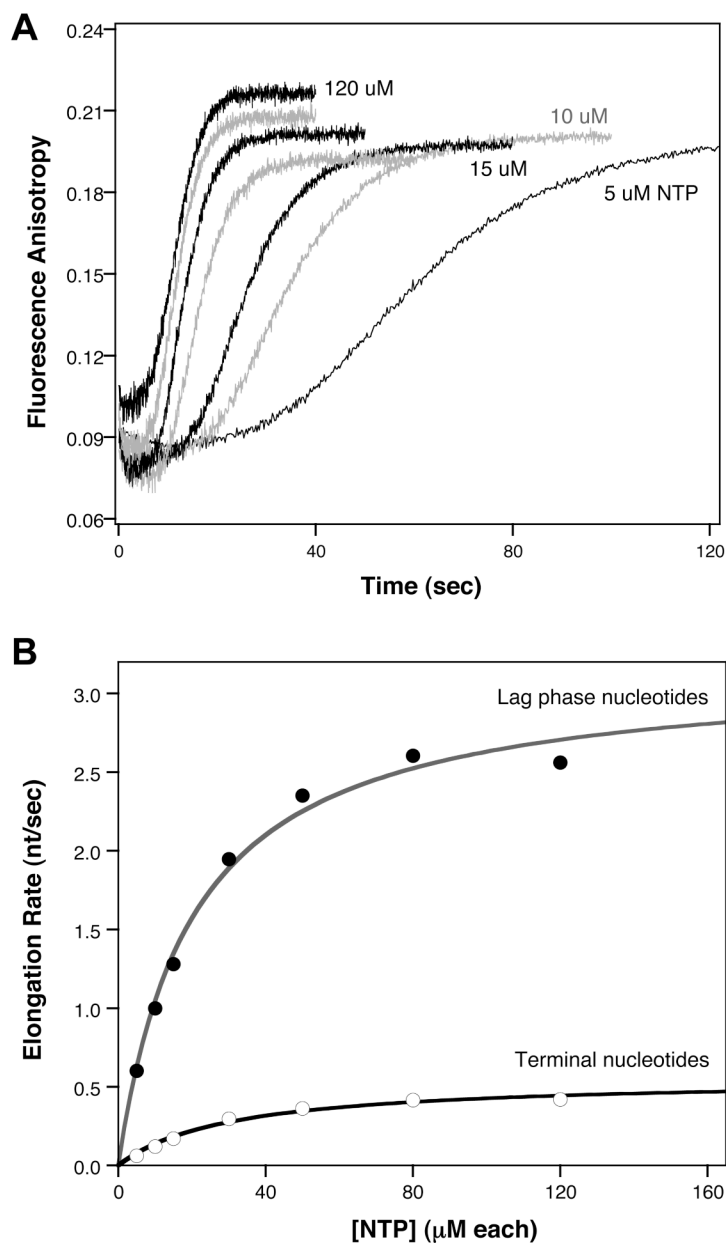 A
0.24
0.21
0.18
0.15
0.12
0.09
0.06
Fluorescence Anisotropy
120 uM
10 uM
15 uM
5 uM NTP
0 40 80 120
Time (sec)
B
3.0
2.5
2.0
1.5
1.0
0.5
0.0
Elongation Rate (nt/sec)
Lag phase nucleotides
Terminal nucleotides
0 40 80 120 160
[NTP] (μM each)